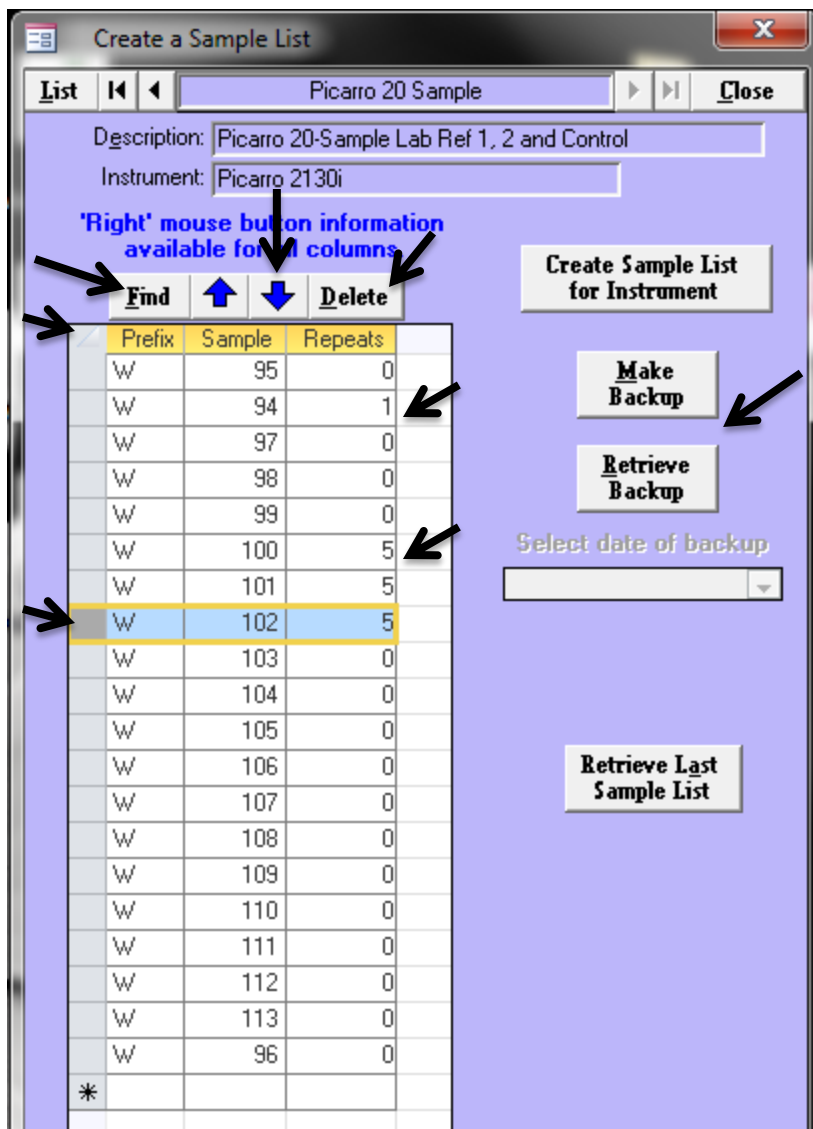 Create a Sample List
x
List Picarro 20 Sample Close
Description: Picarro 20-Sample Lab Ref 1, 2 and Control
Instrument: Picarro 2130i
'Right' mouse button information
available for all columns
Find Delete
Create Sample List
for Instrument
Prefix Sample Repeats
W 95 0
W 94 1
W 97 0
W 98 0
W 99 0
W 100 5
W 101 5
W 102 5
W 103 0
W 104 0
W 105 0
W 106 0
W 107 0
W 108 0
W 109 0
W 110 0
W 111 0
W 112 0
W 113 0
W 96 0
*
Make
Backup
Retrieve
Backup
Select date of backup
Retrieve Last
Sample List